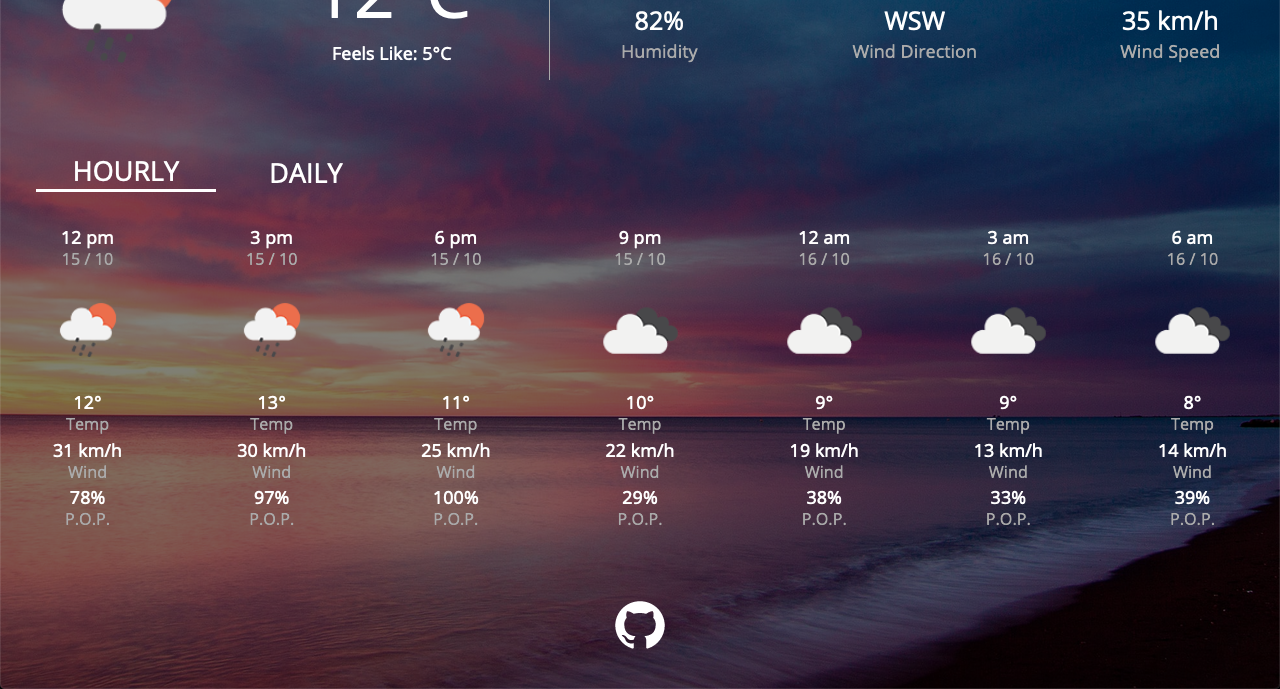 12°C
82%
WSW
35 km/h
Feels Like: 5°C
Humidity
Wind Direction
Wind Speed
HOURLY
DAILY
12 pm
3 pm
6 pm
9 pm
12 am
3 am
6 am
15 / 10
15 / 10
15 / 10
15 / 10
16 / 10
16 / 10
16 / 10
12°
13°
11°
10°
9°
9°
8°
Temp
Temp
Temp
Temp
Temp
Temp
Temp
31 km/h
30 km/h
25 km/h
22 km/h
19 km/h
13 km/h
14 km/h
Wind
Wind
Wind
Wind
Wind
Wind
Wind
78%
97%
100%
29%
38%
33%
39%
P.O.P.
P.O.P.
P.O.P.
P.O.P.
P.O.P.
P.O.P.
P.O.P.